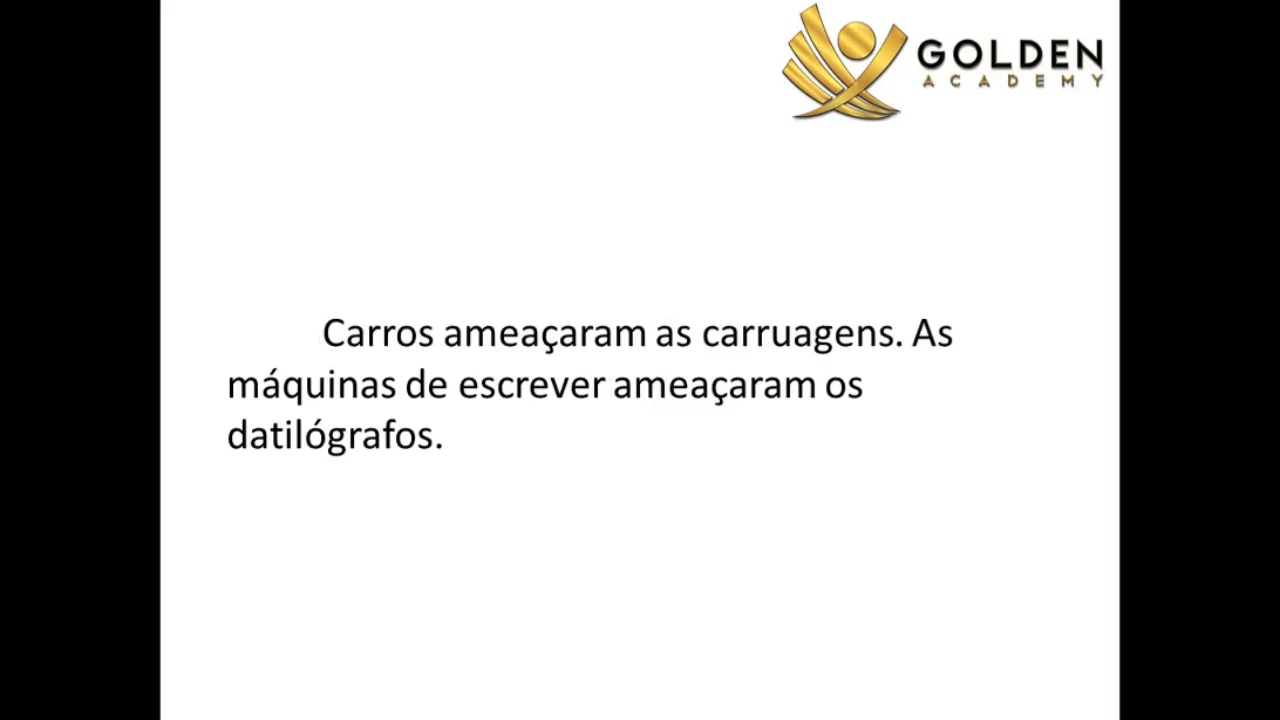 GOLDEN
ACADEMY
Carros ameaçaram as carruagens. As
máquinas de escrever ameaçaram os
datilógrafos.